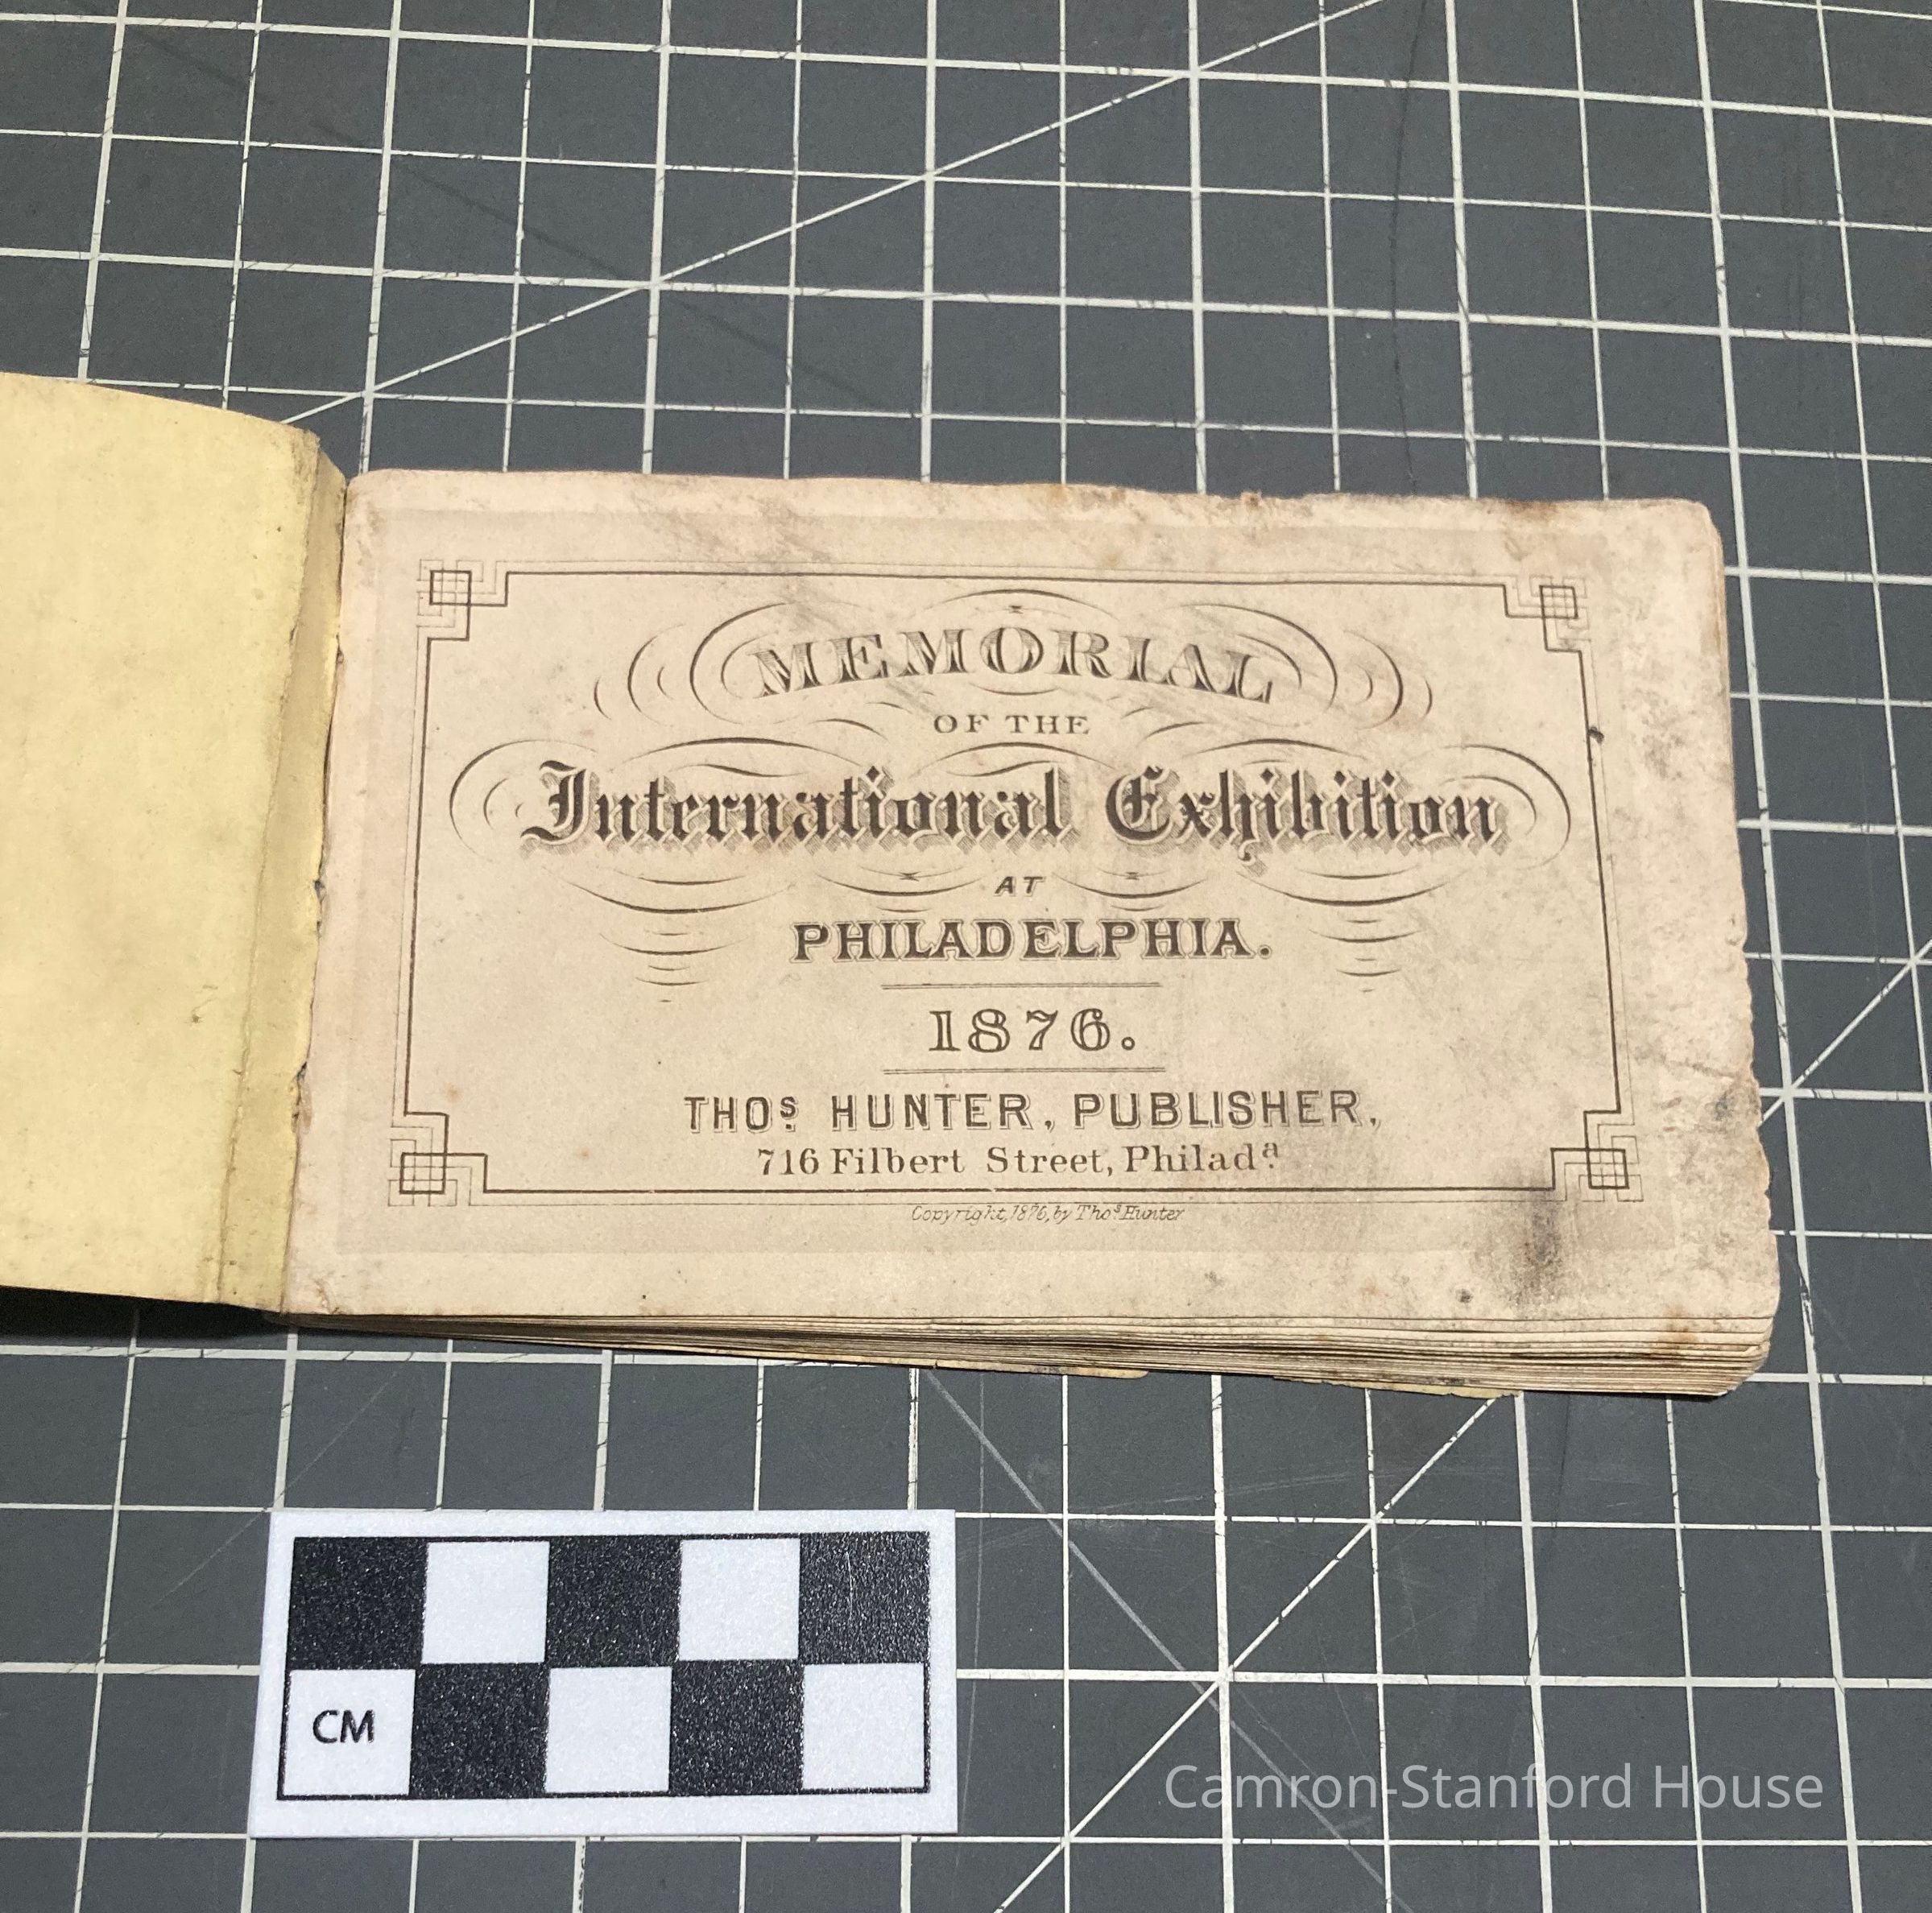 MEMORIAL
OF THE
International Exhibition
AT
PHILADELPHIA.
1876.
THOS. HUNTER, PUBLISHER,
716 Filbert Street, Philada.
Copyright, 1876, by Thos. Hunter
CM
Camron-Stanford House